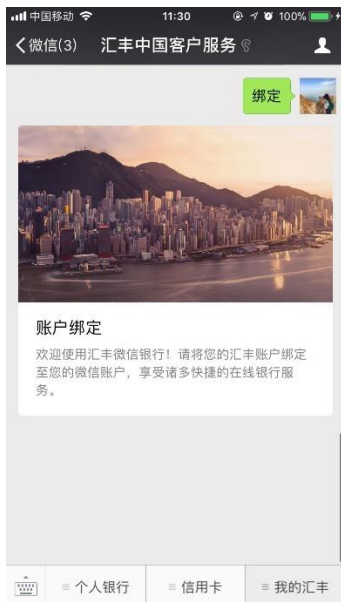 中国移动 11:30 100%
微信(3) 汇丰中国客户服务
绑定
账户绑定
欢迎使用汇丰微信银行！请将您的汇丰账户绑定
至您的微信账户，享受诸多快捷的在线银行服
务。
个人银行 信用卡 我的汇丰